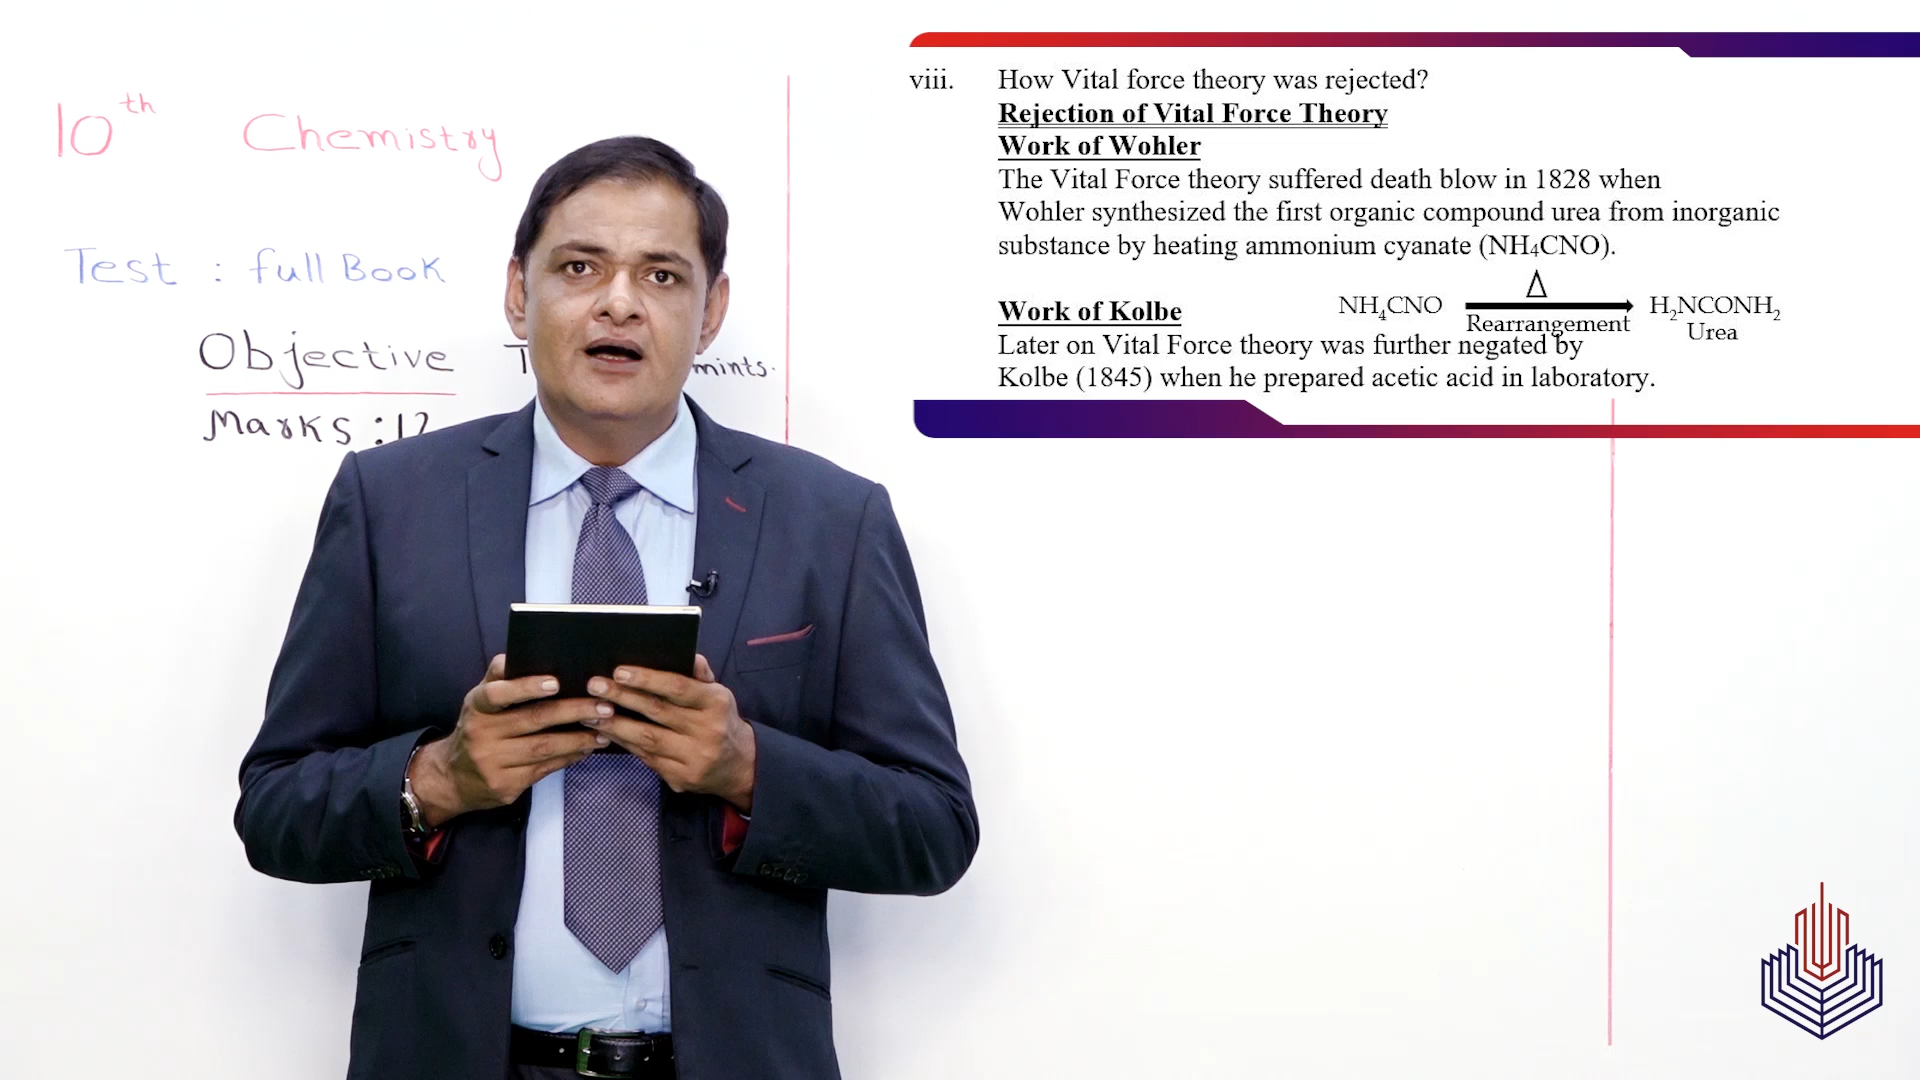 10th Chemistry
Test : full Book
Objective
mints.
Marks :12
viii. How Vital force theory was rejected?
Rejection of Vital Force Theory
Work of Wohler
The Vital Force theory suffered death blow in 1828 when
Wohler synthesized the first organic compound urea from inorganic
substance by heating ammonium cyanate (NH₄CNO).
Δ
NH₄CNO H₂NCONH₂
Rearrangement Urea
Work of Kolbe
Later on Vital Force theory was further negated by
Kolbe (1845) when he prepared acetic acid in laboratory.